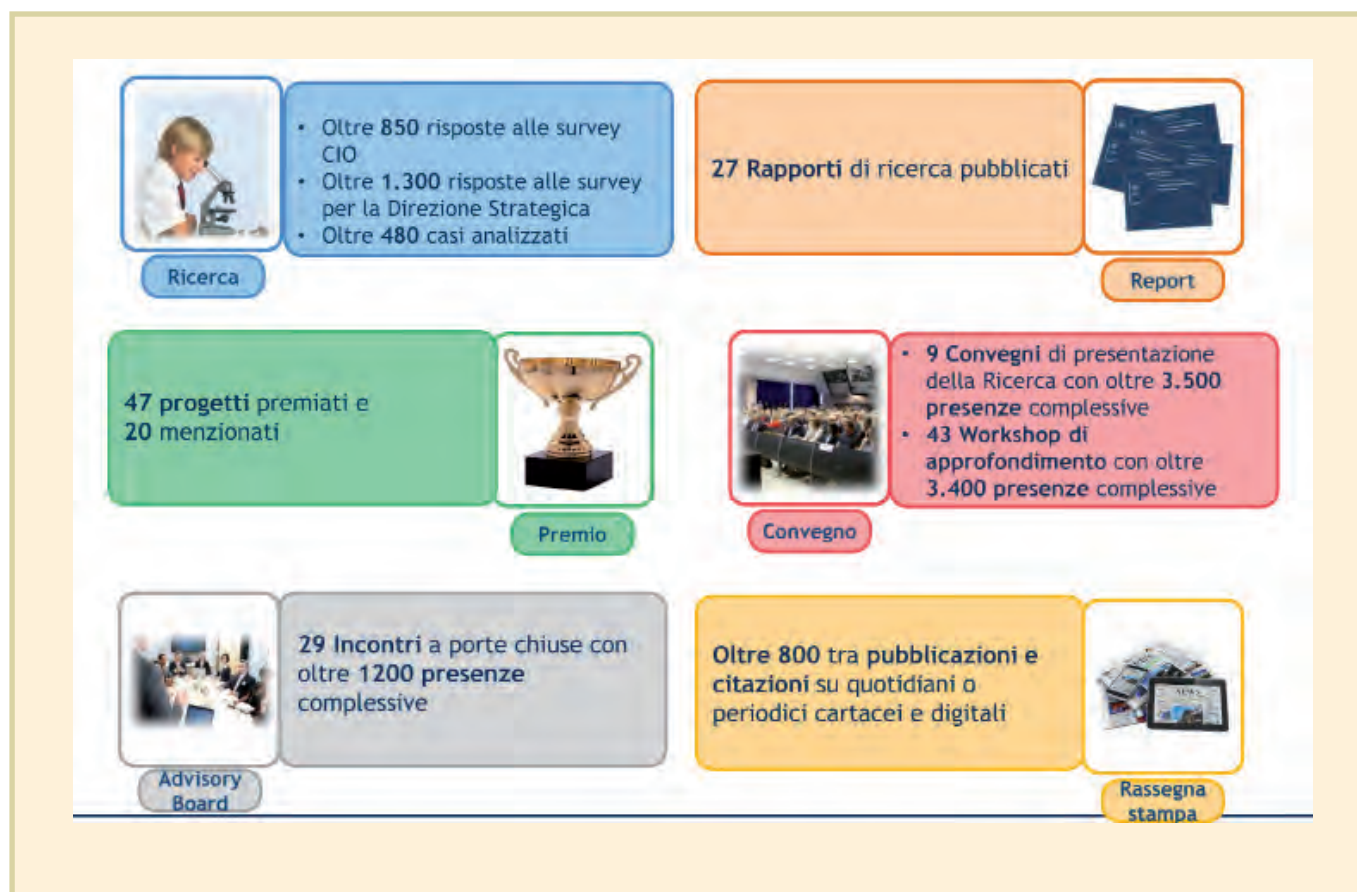 • Oltre 850 risposte alle survey
CIO
• Oltre 1.300 risposte alle survey
per la Direzione Strategica
• Oltre 480 casi analizzati
Ricerca
27 Rapporti di ricerca pubblicati
Report
47 progetti premiati e
20 menzionati
Premio
• 9 Convegni di presentazione
della Ricerca con oltre 3.500
presenze complessive
• 43 Workshop di
approfondimento con oltre
3.400 presenze complessive
Convegno
29 Incontri a porte chiuse con
oltre 1200 presenze
complessive
Advisory
Board
Oltre 800 tra pubblicazioni e
citazioni su quotidiani o
periodici cartacei e digitali
NEWS
Rassegna
stampa